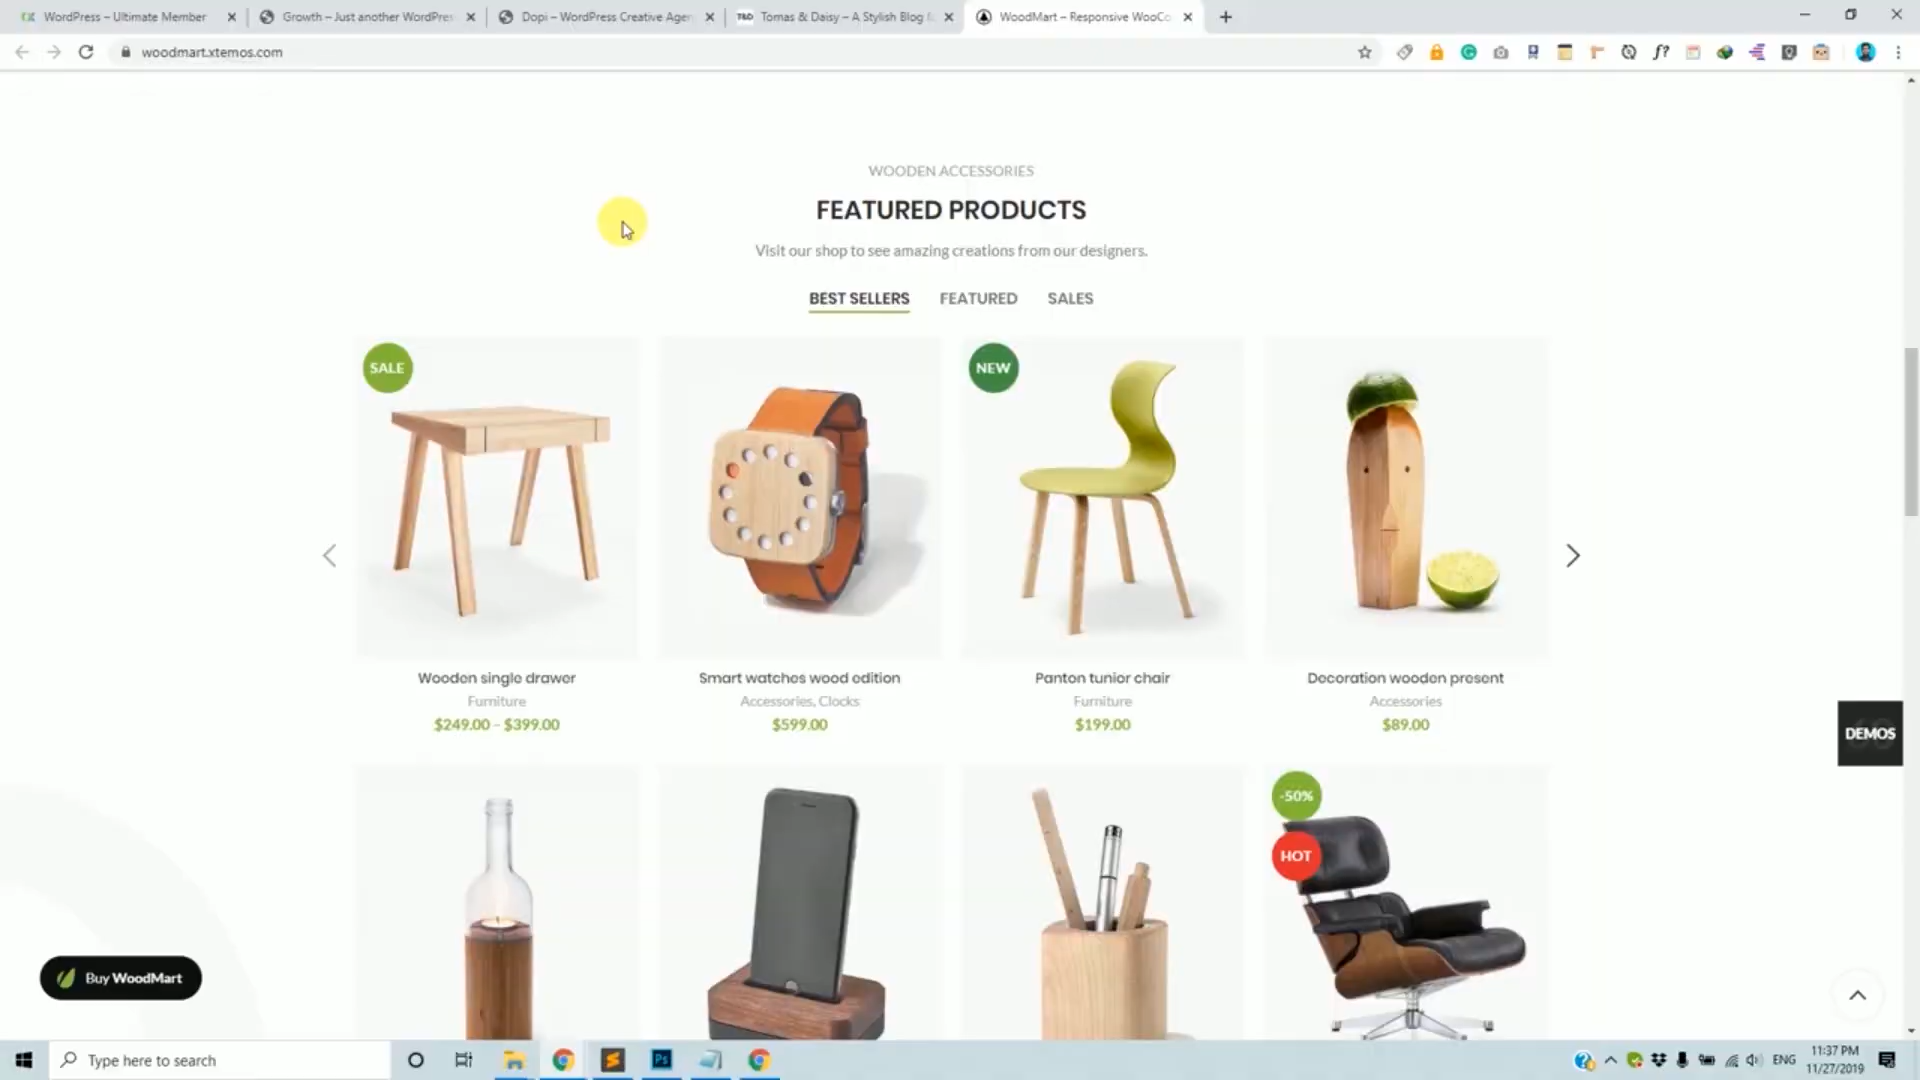 WordPress – Ultimate Member
Growth – Just another WordPres
Dopi – WordPress Creative Agen
T&D
Tomas & Daisy – A Stylish Blog &
WoodMart – Responsive WooCo
woodmart.xtemos.com
WOODEN ACCESSORIES
FEATURED PRODUCTS
Visit our shop to see amazing creations from our designers.
BEST SELLERS
FEATURED
SALES
SALE
NEW
Wooden single drawer
Smart watches wood edition
Panton tunior chair
Decoration wooden present
Furniture
Accessories, Clocks
Furniture
Accessories
$249.00 – $399.00
$599.00
$199.00
$89.00
DEMOS
-50%
HOT
Buy WoodMart
Type here to search
Ps
ENG
11:37 PM
11/27/2019